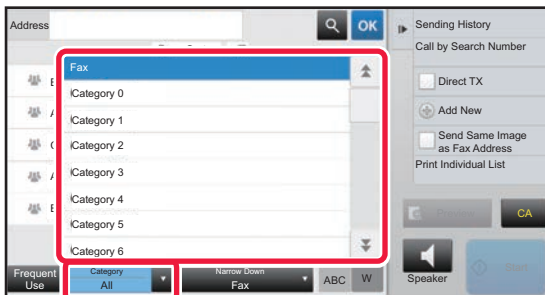 Address
OK
Fax
Category 0
Category 1
Category 2
Category 3
Category 4
Category 5
Category 6
Frequent
Use
Category
All
Narrow Down
Fax
ABC
W
Sending History
Call by Search Number
Direct TX
Add New
Send Same Image
as Fax Address
Print Individual List
Preview
CA
Speaker
Start